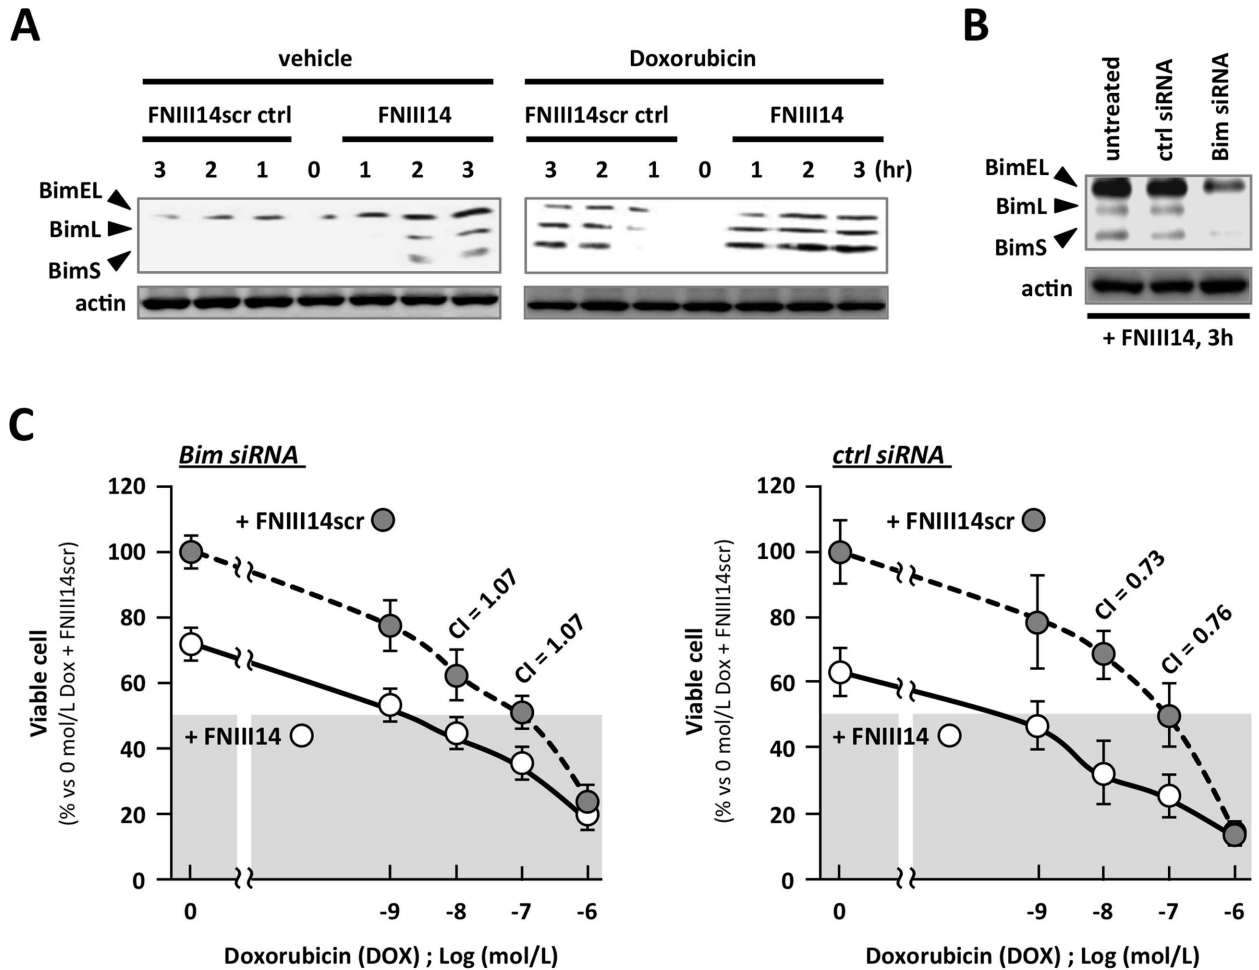 A
vehicle
Doxorubicin
FNIII14scr ctrl
FNIII14
FNIII14scr ctrl
FNIII14
3 2 1 0 1 2 3
3 2 1 0 1 2 3 (hr)
BimEL
BimL
BimS
actin
B
untreated
ctrl siRNA
Bim siRNA
BimEL
BimL
BimS
actin
+ FNIII14, 3h
C
Bim siRNA
Viable cell
(% vs 0 mol/L Dox + FNIII14scr)
120
100
80
60
40
20
0
+ FNIII14scr
CI = 1.07
CI = 1.07
+ FNIII14
0 -9 -8 -7 -6
Doxorubicin (DOX) ; Log (mol/L)
ctrl siRNA
Viable cell
(% vs 0 mol/L Dox + FNIII14scr)
120
100
80
60
40
20
0
+ FNIII14scr
CI = 0.73
CI = 0.76
+ FNIII14
0 -9 -8 -7 -6
Doxorubicin (DOX) ; Log (mol/L)